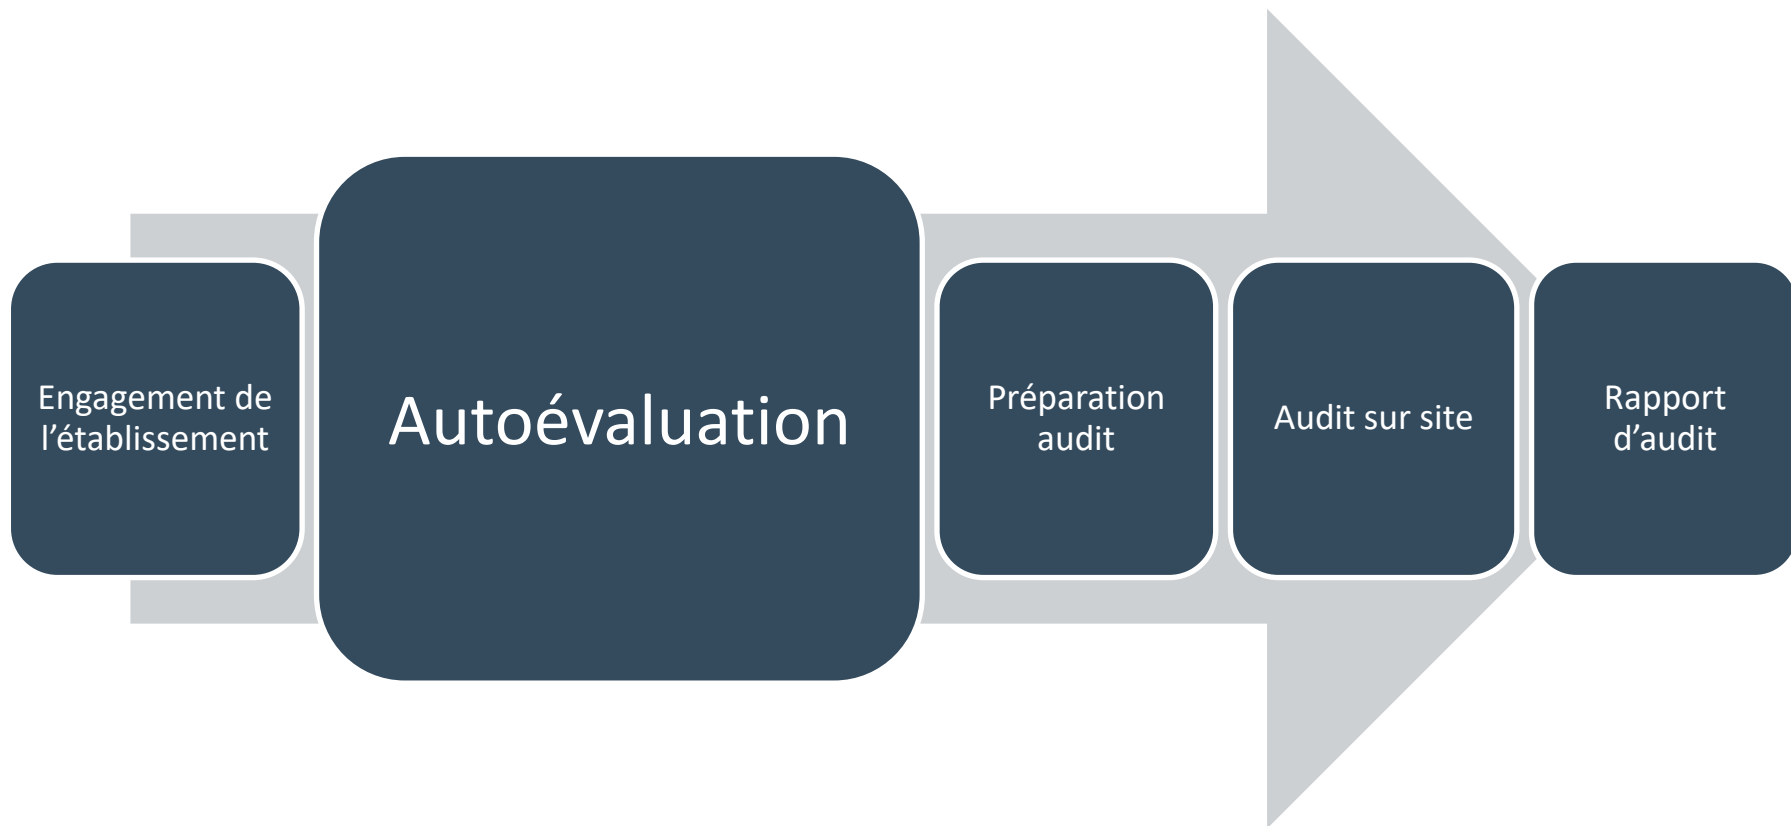 Engagement de
l’établissement
Autoévaluation
Préparation
audit
Audit sur site
Rapport
d’audit